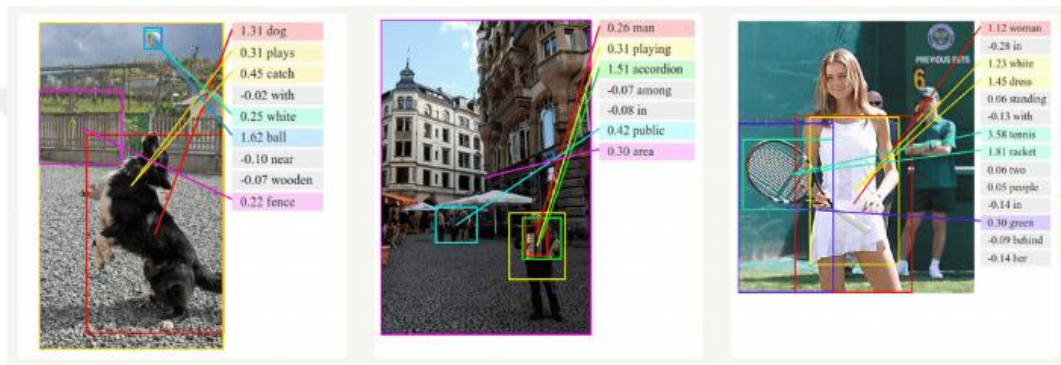 1.31 dog
0.31 plays
0.45 catch
-0.02 with
0.25 white
1.62 ball
-0.10 near
-0.07 wooden
0.22 fence
0.26 man
0.31 playing
1.51 accordion
-0.07 among
-0.08 in
0.42 public
0.30 area
1.12 woman
-0.28 in
1.23 white
1.45 dress
0.06 standing
-0.13 with
3.58 tennis
1.81 racket
0.06 two
0.05 people
-0.14 in
0.30 green
-0.09 behind
-0.14 her
PREVIOUS
6